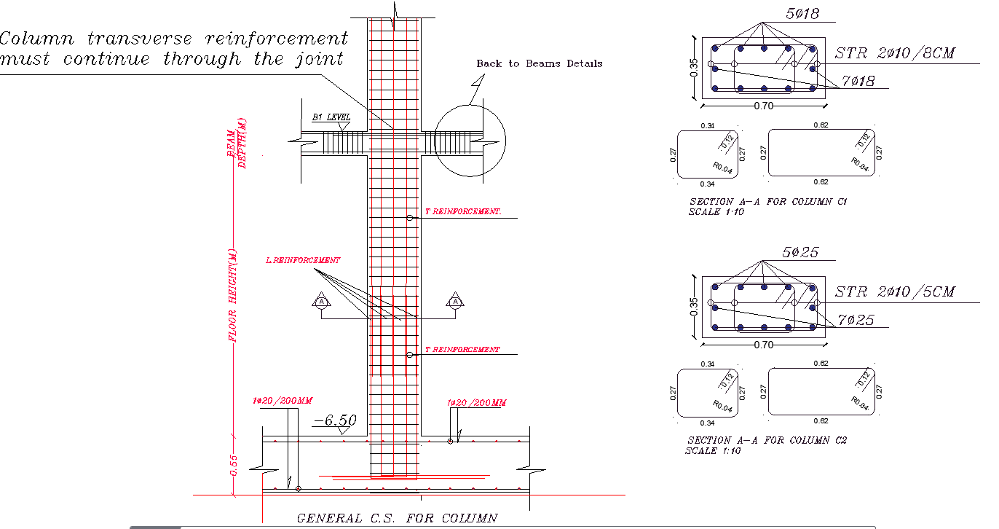 Column transverse reinforcement
must continue through the joint
Back to Beams Details
B1 LEVEL
BEAM
DEPTH(M)
T REINFORCEMENT.
L.REINFORCEMENT
A
A
FLOOR HEIGHT(M)
T REINFORCEMENT
1ø20/200MM
1ø20/200MM
-6.50
0.55
GENERAL C.S. FOR COLUMN
5ø18
STR 2ø10/8CM
0.35
7ø18
0.70
0.34
0.62
0.27
0.12
0.27
R0.04
0.27
0.12
0.27
R0.04
0.34
0.62
SECTION A-A FOR COLUMN C1
SCALE 1:10
5ø25
STR 2ø10/5CM
0.35
7ø25
0.70
0.34
0.62
0.27
0.12
0.27
R0.04
0.27
0.12
0.27
R0.04
0.34
0.62
SECTION A-A FOR COLUMN C2
SCALE 1:10